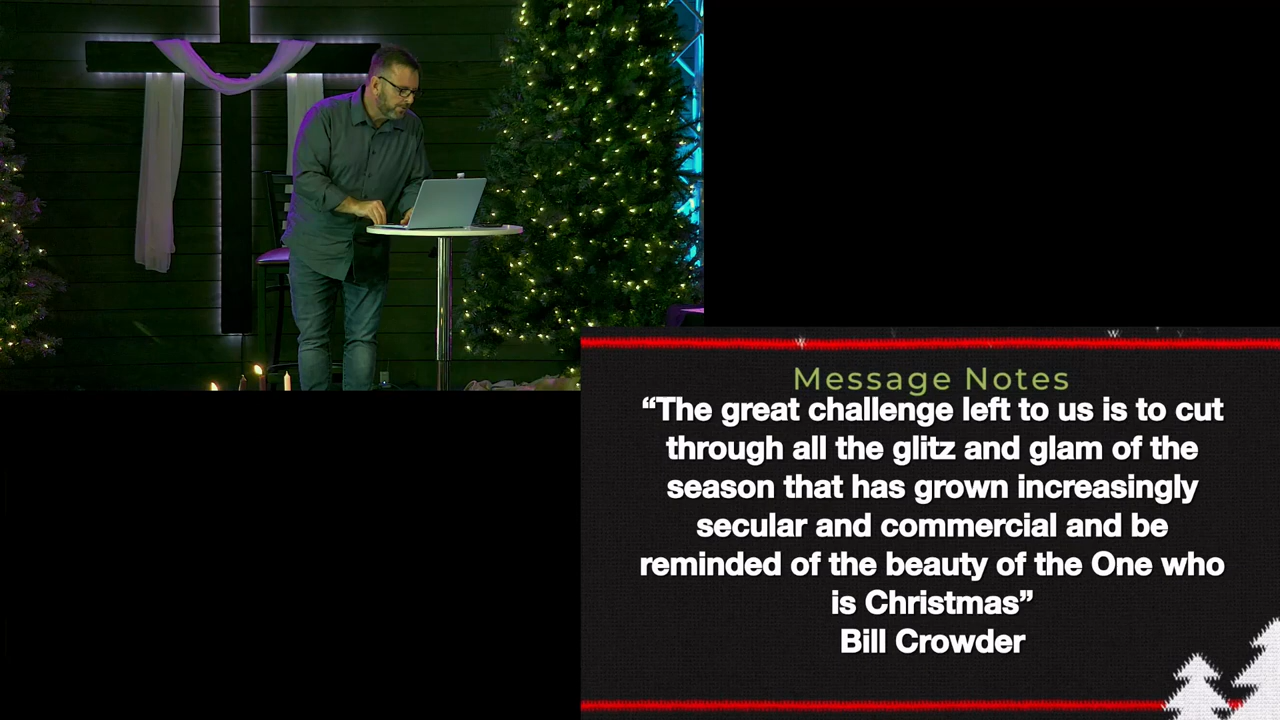 Message Notes
“The great challenge left to us is to cut
through all the glitz and glam of the
season that has grown increasingly
secular and commercial and be
reminded of the beauty of the One who
is Christmas”
Bill Crowder